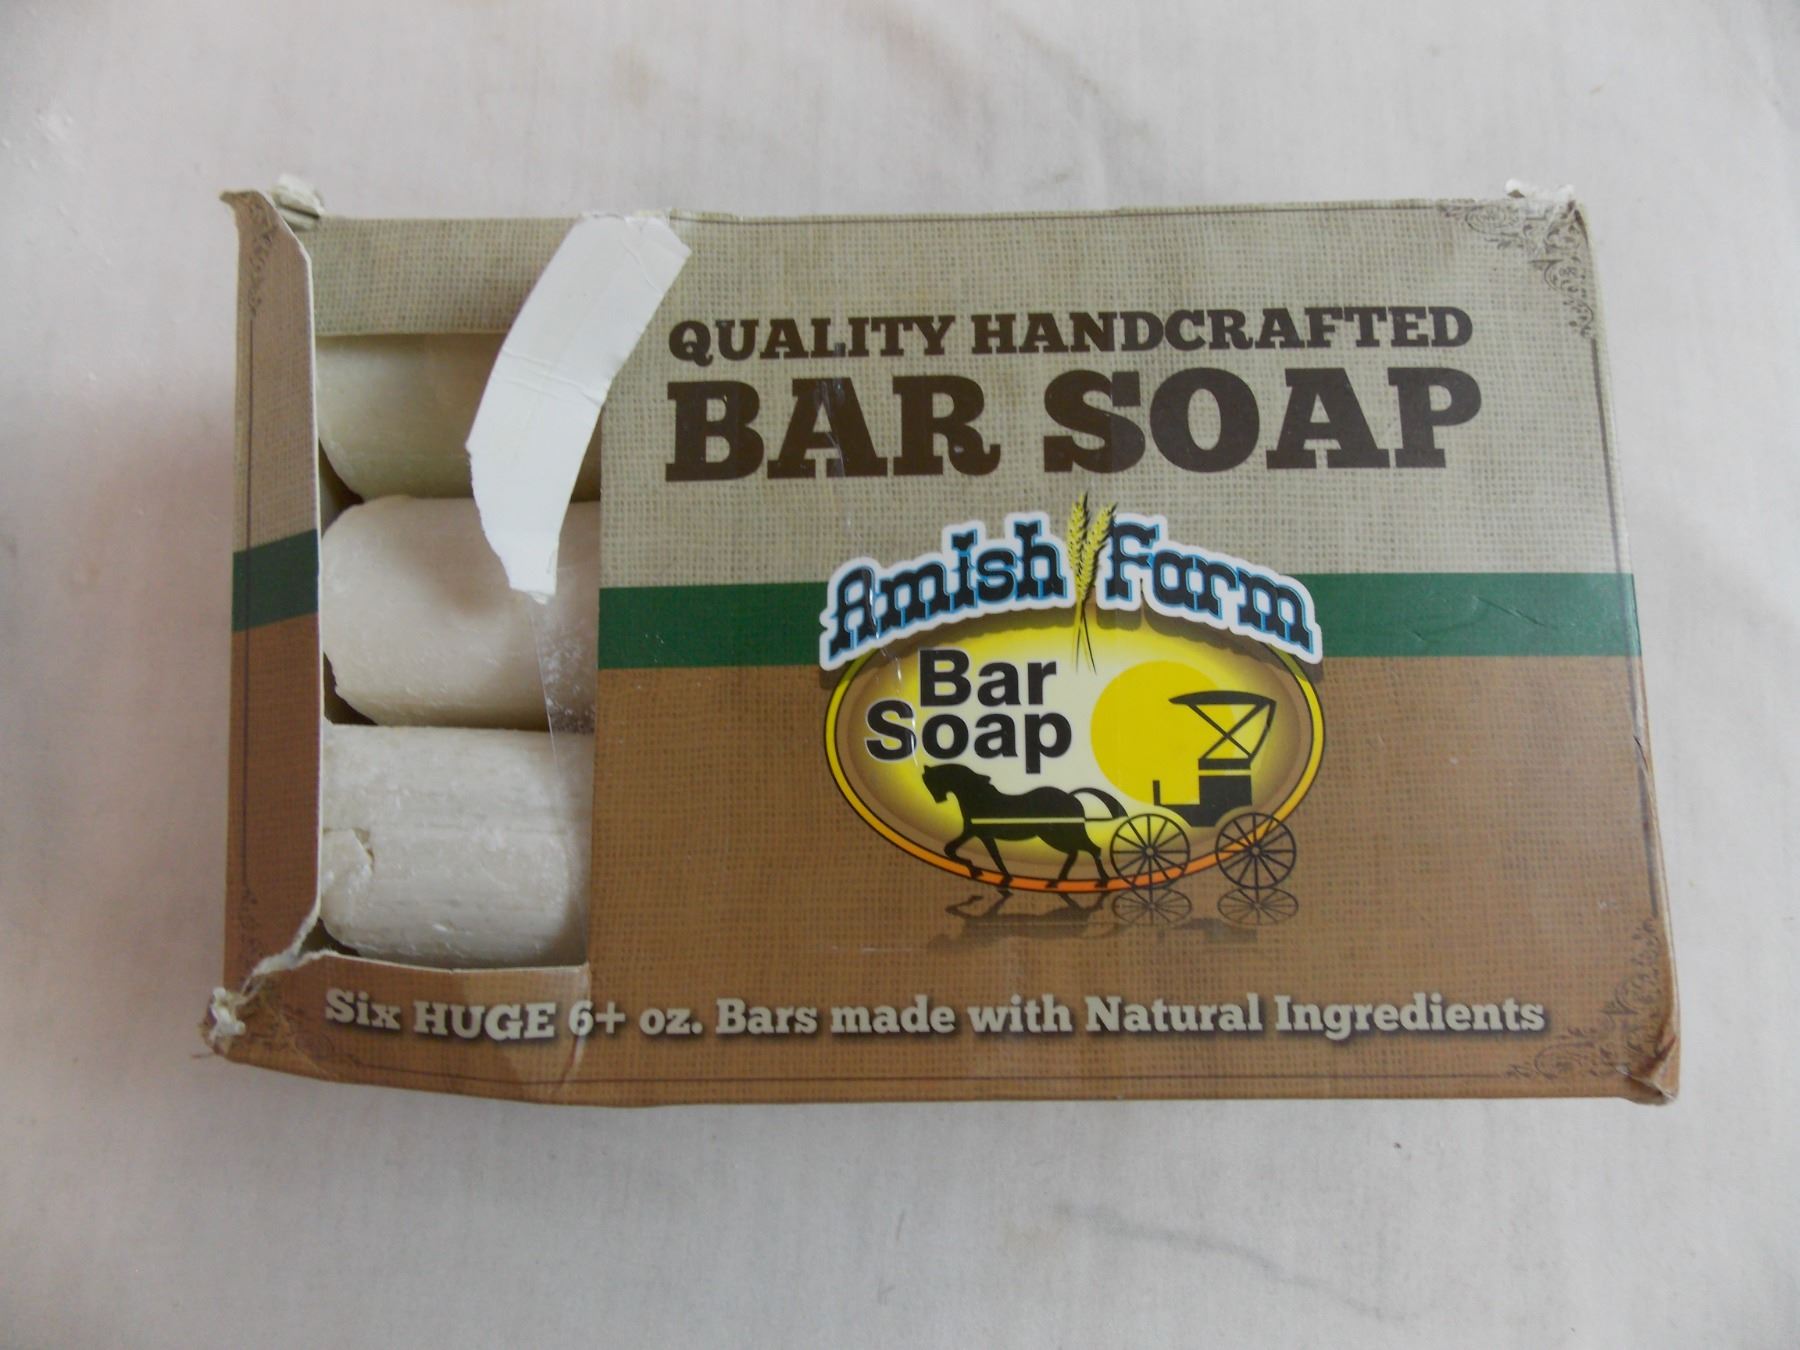 QUALITY HANDCRAFTED
BAR SOAP
Amish Farm
Bar
Soap
Six HUGE 6+ oz. Bars made with Natural Ingredients